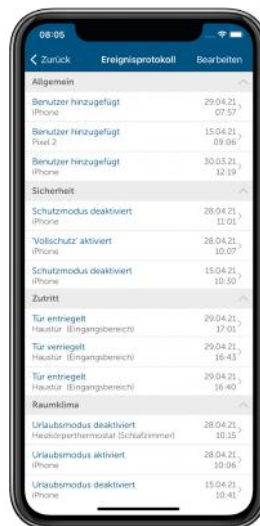 08:05
Zurück Ereignisprotokoll Bearbeiten
Allgemein
Benutzer hinzugefügt 29.04.21
iPhone 07:57
Benutzer hinzugefügt 15.04.21
Pixel 2 09:06
Benutzer hinzugefügt 30.03.21
iPhone 12:19
Sicherheit
Schutzmodus deaktiviert 28.04.21
iPhone 11:01
'Vollschutz' aktiviert 28.04.21
iPhone 10:07
Schutzmodus deaktiviert 15.04.21
iPhone 10:30
Zutritt
Tür entriegelt 29.04.21
Haustür (Eingangsbereich) 17:01
Tür verriegelt 29.04.21
Haustür (Eingangsbereich) 16:43
Tür entriegelt 29.04.21
Haustür (Eingangsbereich) 16:40
Raumklima
Urlaubsmodus deaktiviert 28.04.21
Heizkörperthermostat (Schlafzimmer) 10:15
Urlaubsmodus aktiviert 28.04.21
iPhone 10:06
Urlaubsmodus deaktiviert 15.04.21
iPhone 10:41